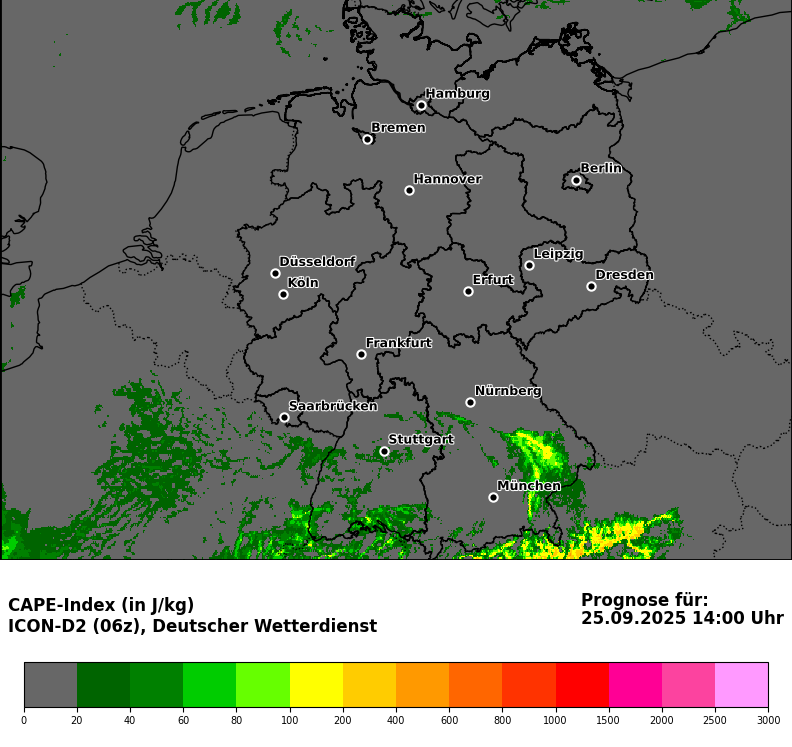 Hamburg
Bremen
Berlin
Hannover
Leipzig
Düsseldorf
Dresden
Erfurt
Köln
Frankfurt
Nürnberg
Saarbrücken
Stuttgart
München
CAPE-Index (in J/kg)
ICON-D2 (06z), Deutscher Wetterdienst
Prognose für:
25.09.2025 14:00 Uhr
0 20 40 60 80 100 200 400 600 800 1000 1500 2000 2500 3000